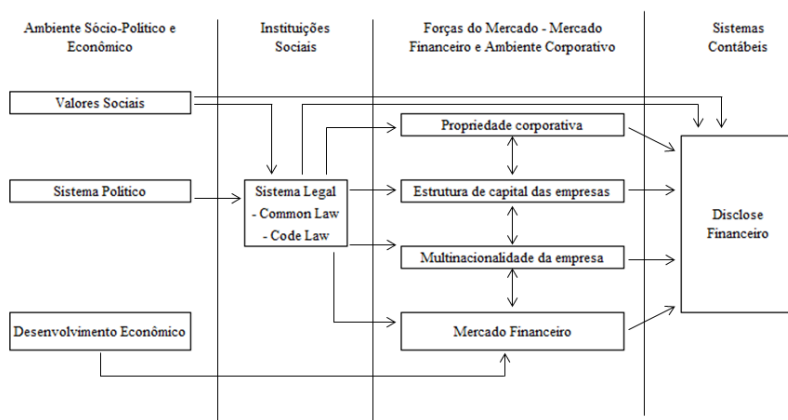 Ambiente Sócio-Político e
Econômico
Instituições
Sociais
Forças do Mercado - Mercado
Financeiro e Ambiente Corporativo
Sistemas
Contábeis
Valores Sociais
Sistema Político
Desenvolvimento Econômico
Sistema Legal
- Common Law
- Code Law
Propriedade corporativa
Estrutura de capital das empresas
Multinacionalidade da empresa
Mercado Financeiro
Disclose
Financeiro